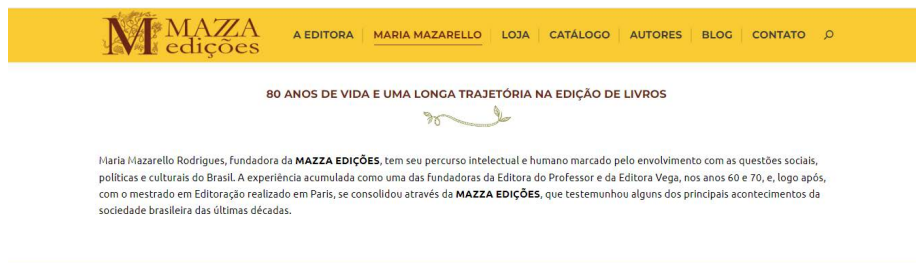 MAZZA
edições
A EDITORA
MARIA MAZARELLO
LOJA
CATÁLOGO
AUTORES
BLOG
CONTATO
80 ANOS DE VIDA E UMA LONGA TRAJETÓRIA NA EDIÇÃO DE LIVROS
Maria Mazarello Rodrigues, fundadora da MAZZA EDIÇÕES, tem seu percurso intelectual e humano marcado pelo envolvimento com as questões sociais,
políticas e culturais do Brasil. A experiência acumulada como uma das fundadoras da Editora do Professor e da Editora Vega, nos anos 60 e 70, e, logo após,
com o mestrado em Editoração realizado em Paris, se consolidou através da MAZZA EDIÇÕES, que testemunhou alguns dos principais acontecimentos da
sociedade brasileira das últimas décadas.